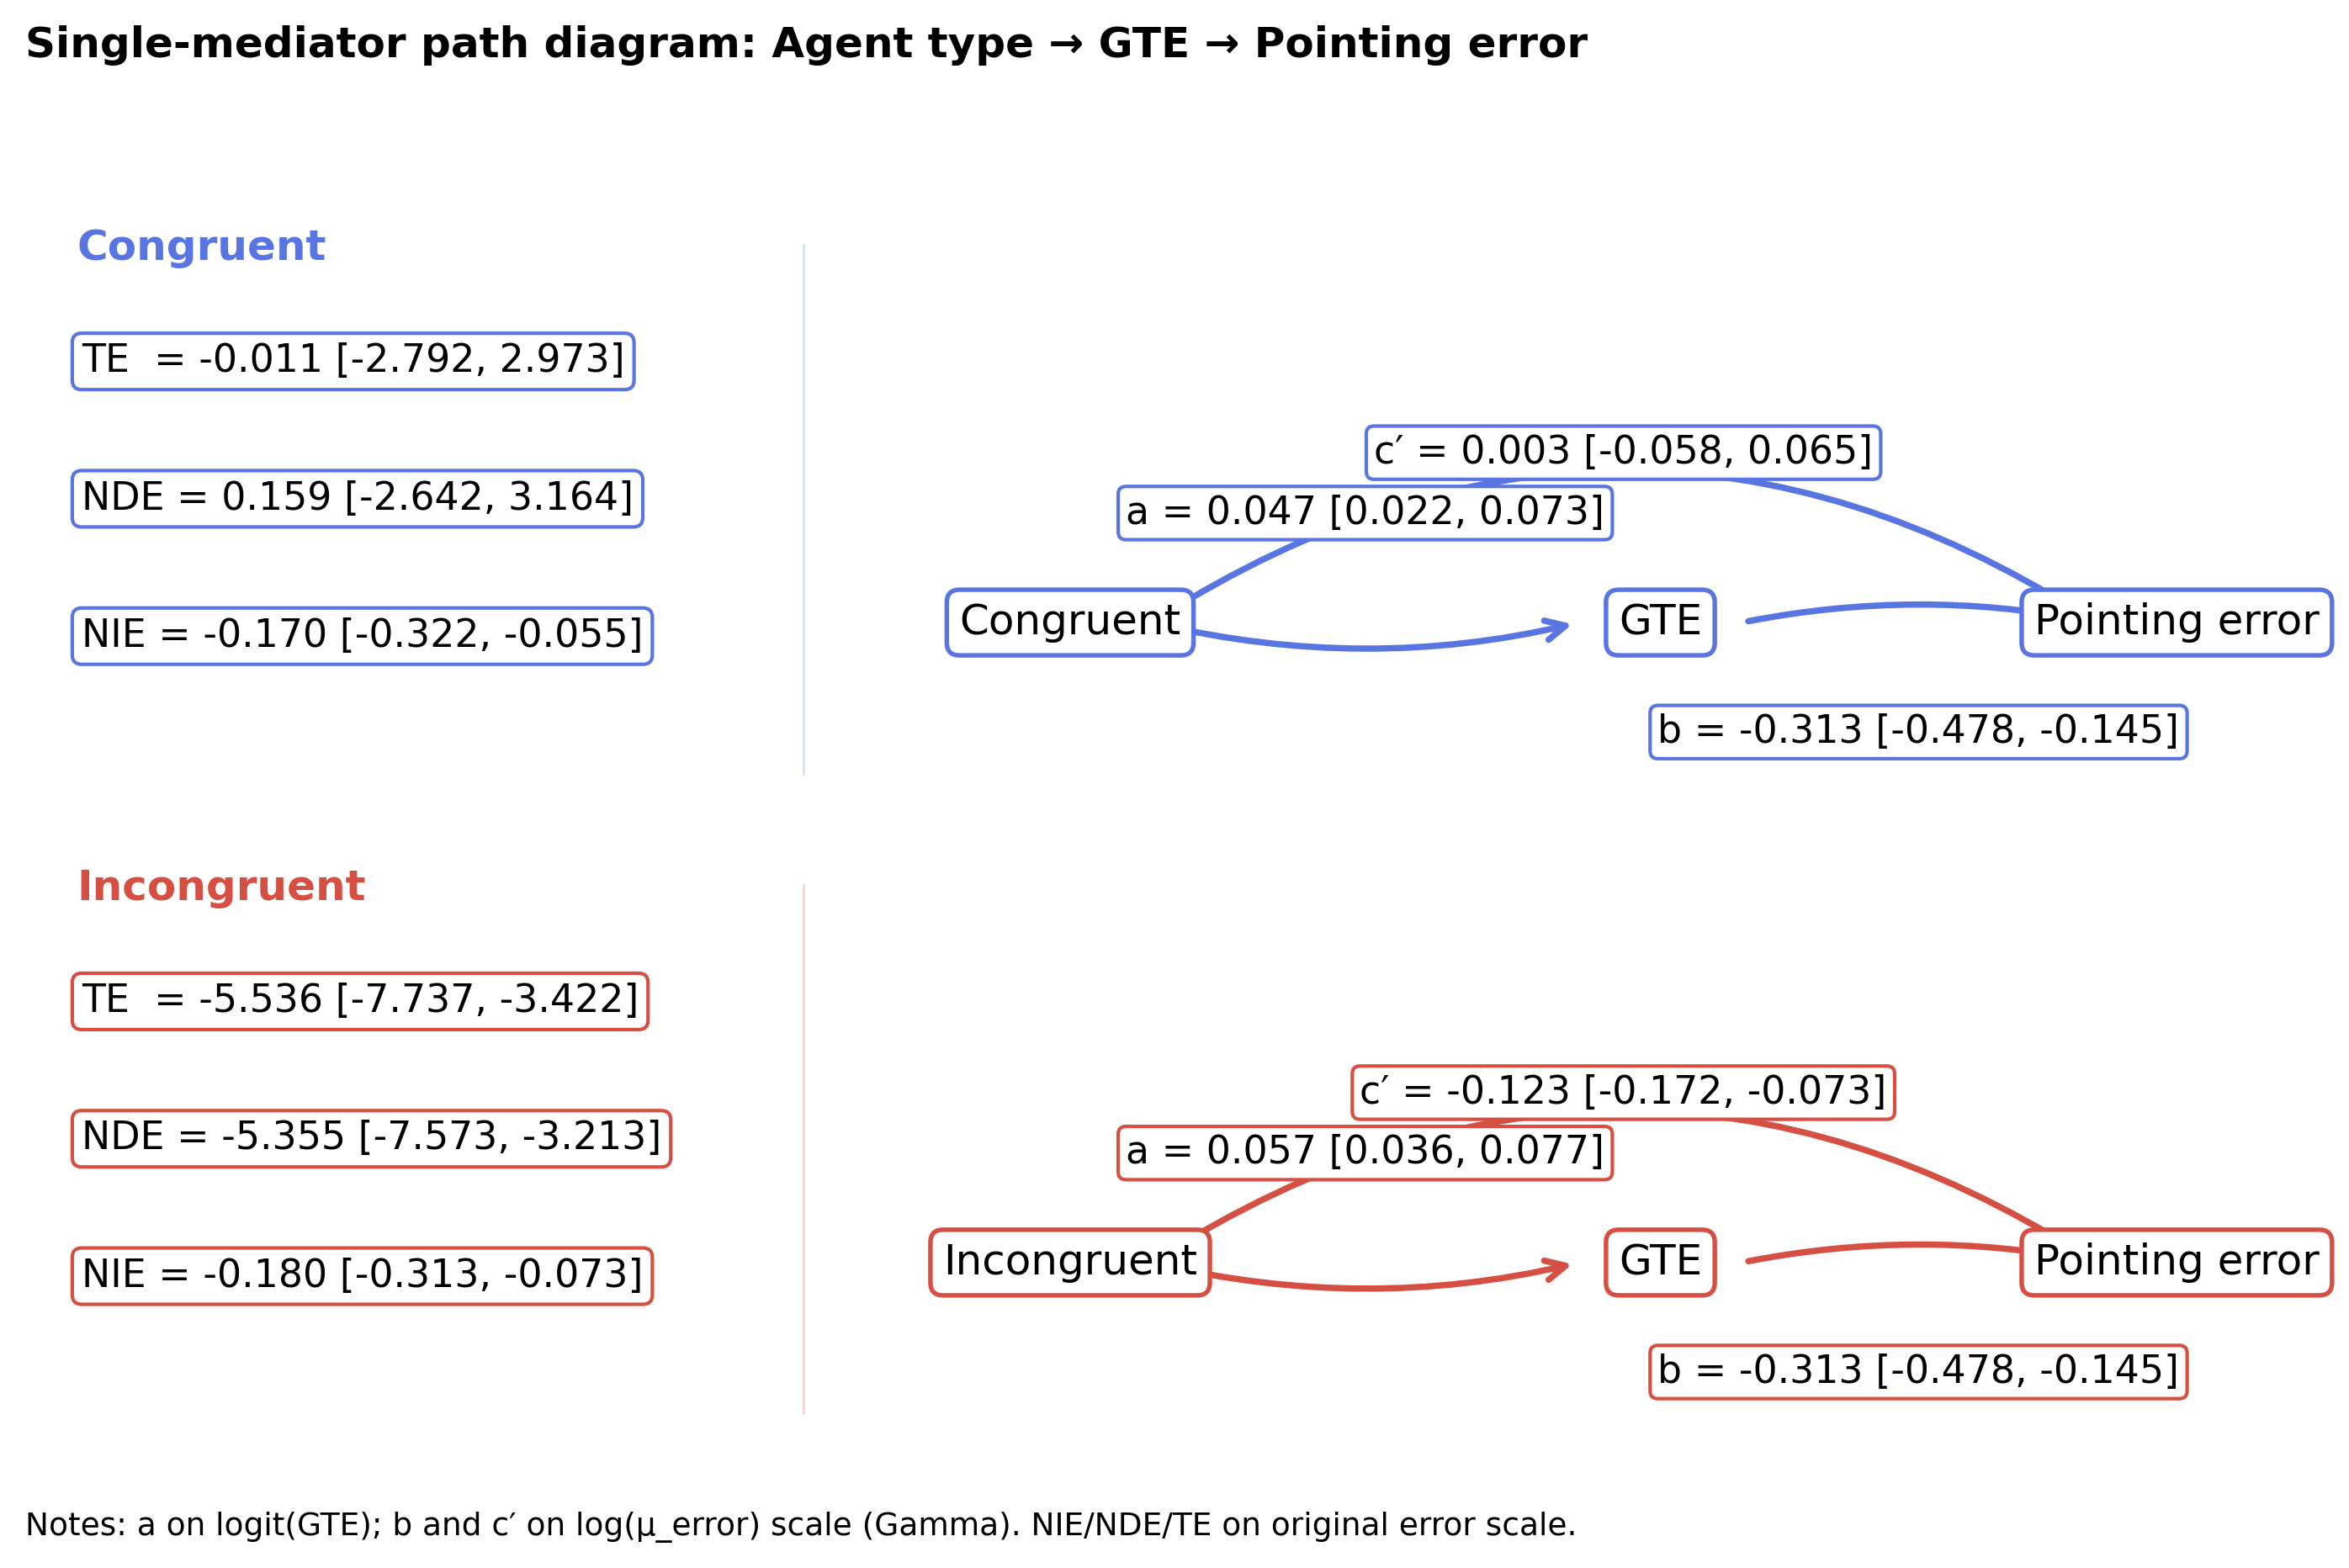 Single-mediator path diagram: Agent type → GTE → Pointing error
Congruent
TE = -0.011 [-2.792, 2.973]
NDE = 0.159 [-2.642, 3.164]
NIE = -0.170 [-0.322, -0.055]
c′ = 0.003 [-0.058, 0.065]
a = 0.047 [0.022, 0.073]
Congruent
GTE
Pointing error
b = -0.313 [-0.478, -0.145]
Incongruent
TE = -5.536 [-7.737, -3.422]
NDE = -5.355 [-7.573, -3.213]
NIE = -0.180 [-0.313, -0.073]
c′ = -0.123 [-0.172, -0.073]
a = 0.057 [0.036, 0.077]
Incongruent
GTE
Pointing error
b = -0.313 [-0.478, -0.145]
Notes: a on logit(GTE); b and c′ on log(μ_error) scale (Gamma). NIE/NDE/TE on original error scale.